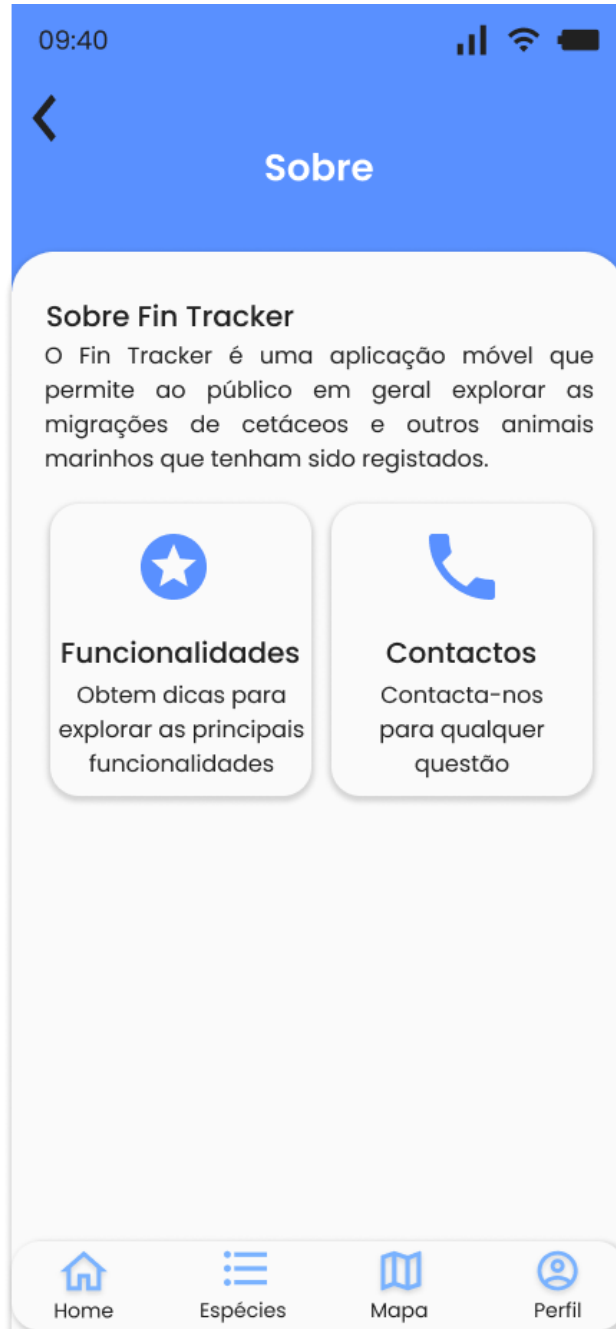 09:40
Sobre
Sobre Fin Tracker
O Fin Tracker é uma aplicação móvel que
permite ao público em geral explorar as
migrações de cetáceos e outros animais
marinhos que tenham sido registados.
Funcionalidades
Obtem dicas para
explorar as principais
funcionalidades
Contactos
Contacta-nos
para qualquer
questão
Home
Espécies
Mapa
Perfil